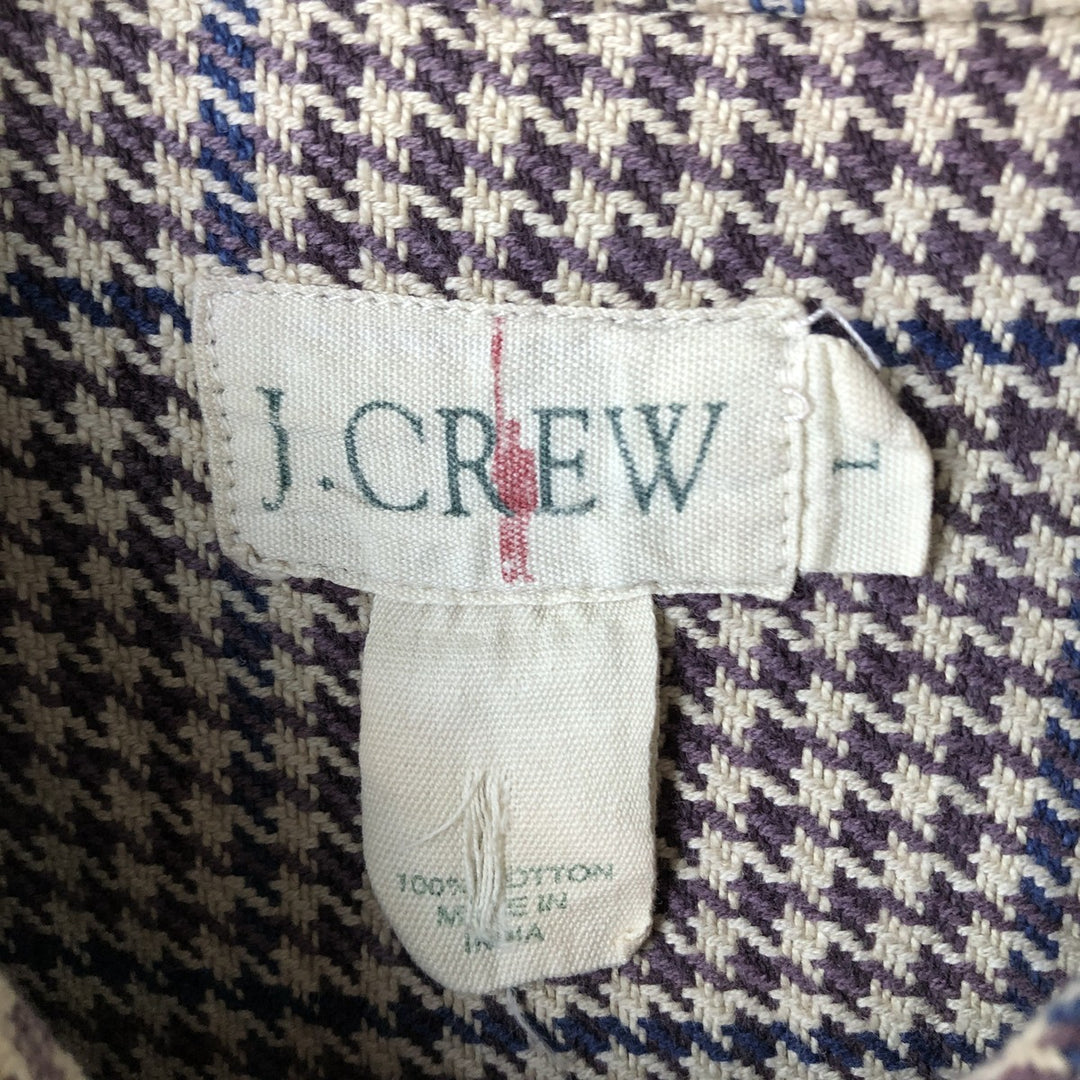 J.CREW
L
100% COTTON
MADE IN
INDIA